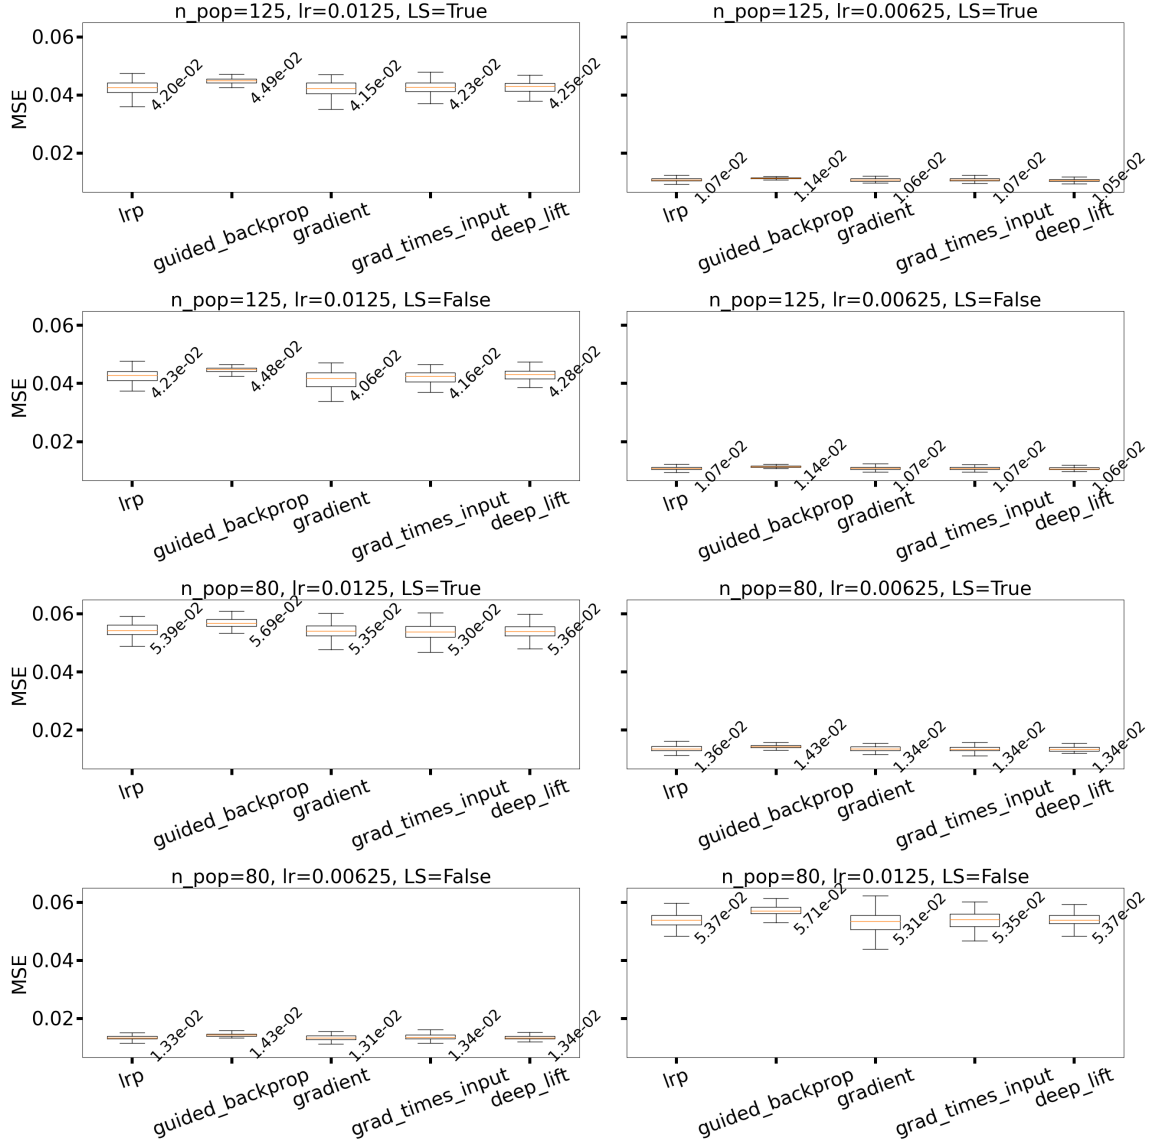 n_pop=125, lr=0.0125, LS=True
MSE
0.06
0.04
0.02
4.20e-02
4.49e-02
4.15e-02
4.23e-02
4.25e-02
lrp
guided_backprop
gradient
grad_times_input
deep_lift
n_pop=125, lr=0.00625, LS=True
1.07e-02
1.14e-02
1.06e-02
1.07e-02
1.05e-02
lrp
guided_backprop
gradient
grad_times_input
deep_lift
n_pop=125, lr=0.0125, LS=False
MSE
0.06
0.04
0.02
4.23e-02
4.48e-02
4.06e-02
4.16e-02
4.28e-02
lrp
guided_backprop
gradient
grad_times_input
deep_lift
n_pop=125, lr=0.00625, LS=False
1.07e-02
1.14e-02
1.07e-02
1.07e-02
1.06e-02
lrp
guided_backprop
gradient
grad_times_input
deep_lift
n_pop=80, lr=0.0125, LS=True
MSE
0.06
0.04
0.02
5.39e-02
5.69e-02
5.35e-02
5.30e-02
5.36e-02
lrp
guided_backprop
gradient
grad_times_input
deep_lift
n_pop=80, lr=0.00625, LS=True
1.36e-02
1.43e-02
1.34e-02
1.34e-02
1.34e-02
lrp
guided_backprop
gradient
grad_times_input
deep_lift
n_pop=80, lr=0.00625, LS=False
MSE
0.06
0.04
0.02
1.33e-02
1.43e-02
1.31e-02
1.34e-02
1.34e-02
lrp
guided_backprop
gradient
grad_times_input
deep_lift
n_pop=80, lr=0.0125, LS=False
5.37e-02
5.71e-02
5.31e-02
5.35e-02
5.37e-02
lrp
guided_backprop
gradient
grad_times_input
deep_lift